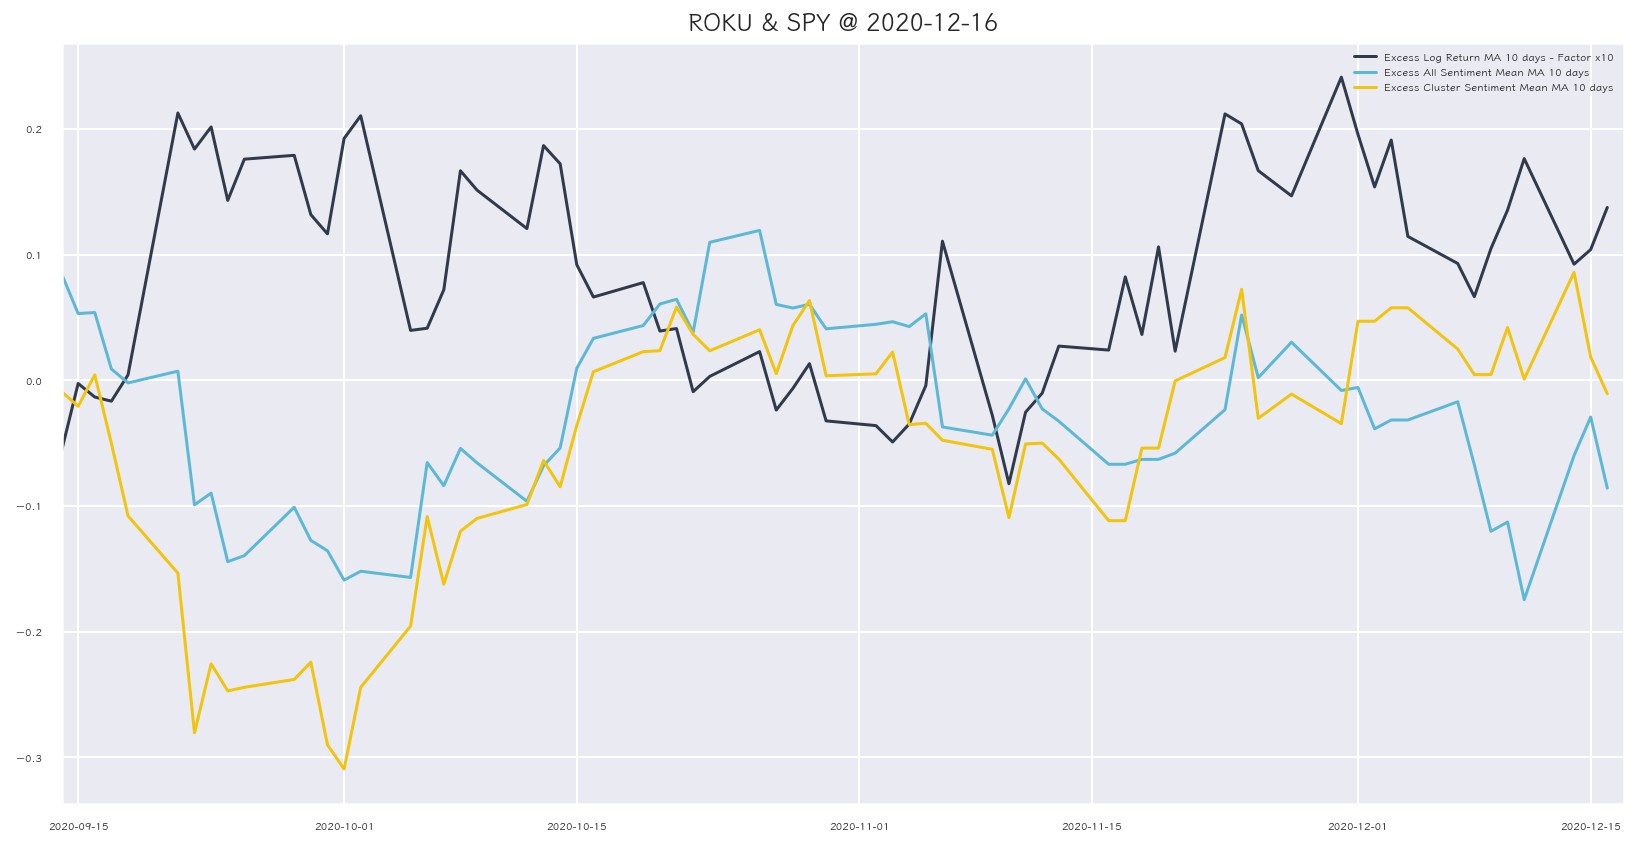 ROKU & SPY @ 2020-12-16
Excess Log Return MA 10 days - Factor x10
Excess All Sentiment Mean MA 10 days
Excess Cluster Sentiment Mean MA 10 days
0.2
0.1
0.0
−0.1
−0.2
−0.3
2020-09-15 2020-10-01 2020-10-15 2020-11-01 2020-11-15 2020-12-01 2020-12-15